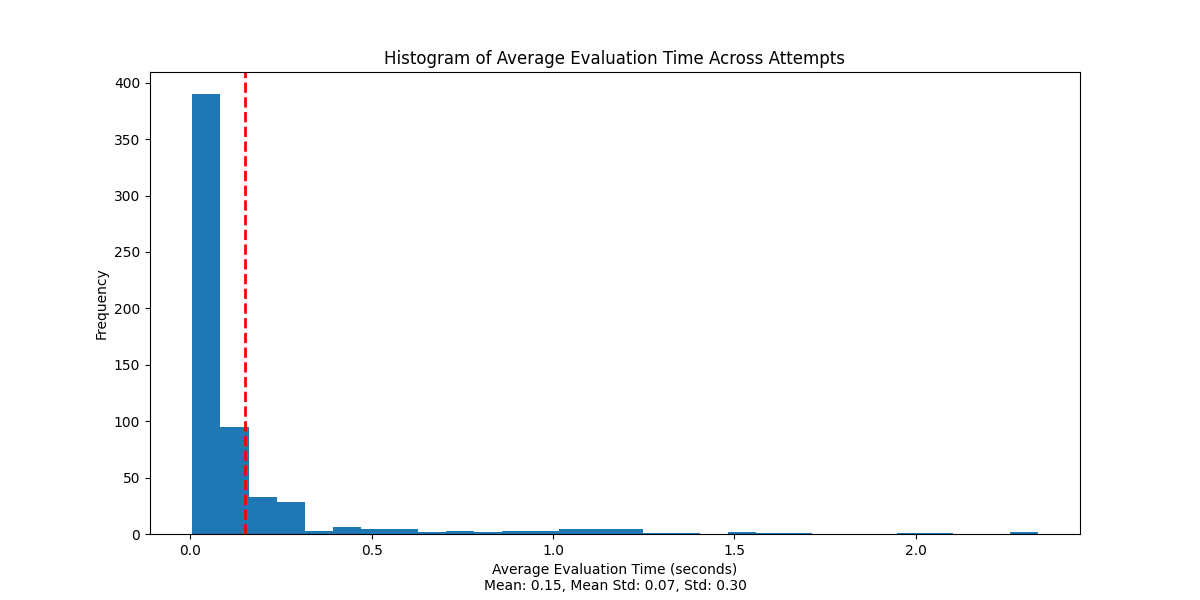 Histogram of Average Evaluation Time Across Attempts
400
350
300
250
200
150
100
50
0
Frequency
0.0 0.5 1.0 1.5 2.0
Average Evaluation Time (seconds)
Mean: 0.15, Mean Std: 0.07, Std: 0.30